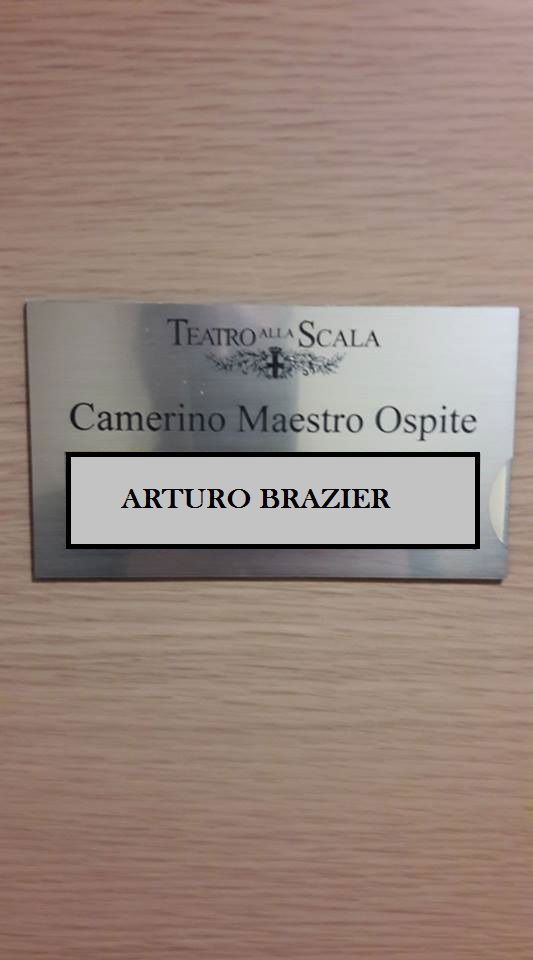 TEATRO ALLA SCALA
Camerino Maestro Ospite
ARTURO BRAZIER